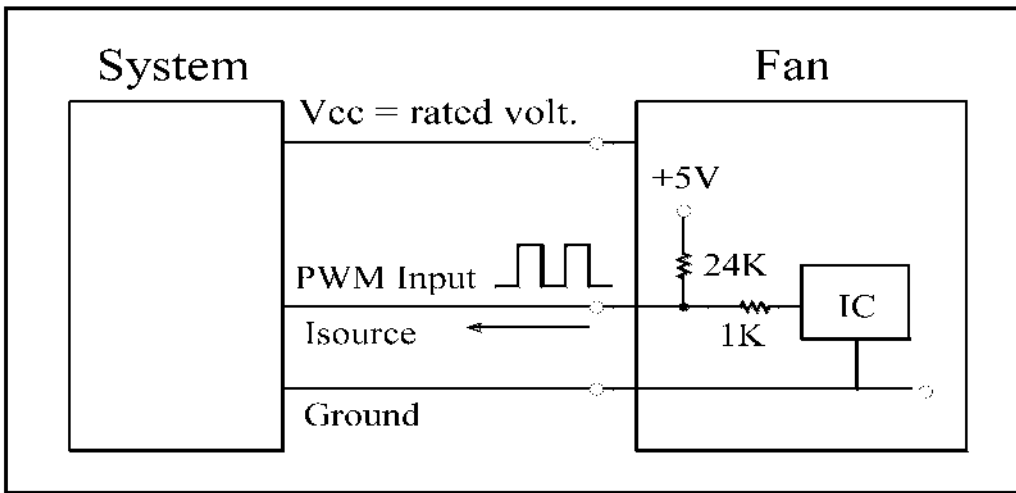 System
Fan
Vcc = rated volt.
+5V
24K
PWM Input
IC
1K
Isource
Ground